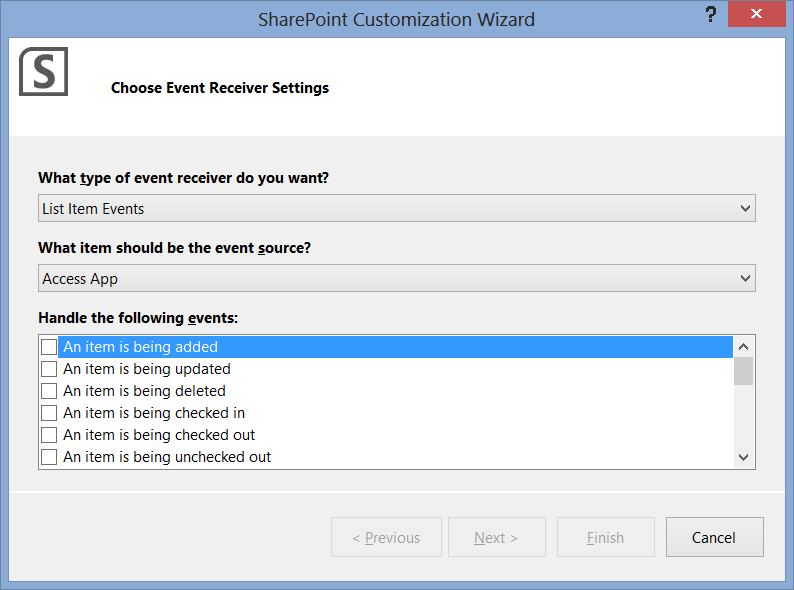 SharePoint Customization Wizard
?
S
Choose Event Receiver Settings
What type of event receiver do you want?
List Item Events
What item should be the event source?
Access App
Handle the following events:
An item is being added
An item is being updated
An item is being deleted
An item is being checked in
An item is being checked out
An item is being unchecked out
< Previous
Next >
Finish
Cancel